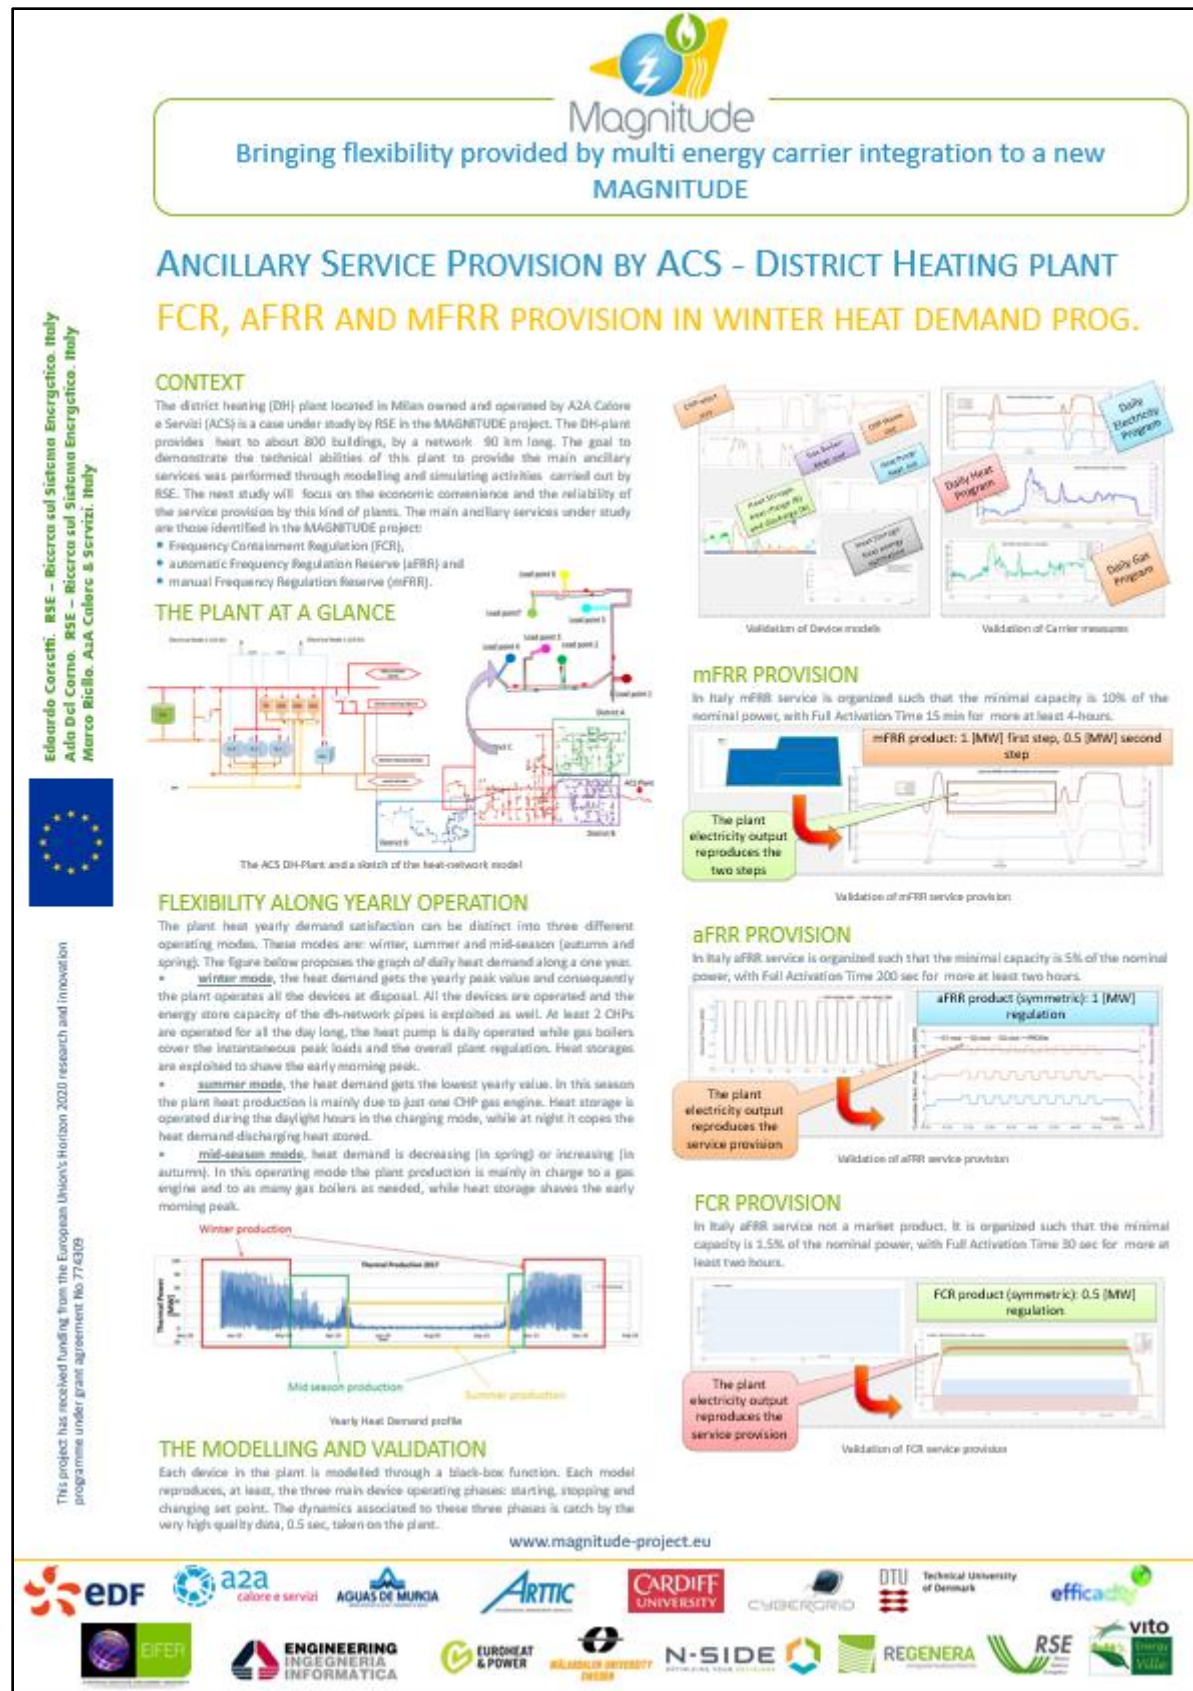 Magnitude
Bringing flexibility provided by multi energy carrier integration to a new
MAGNITUDE
ANCILLARY SERVICE PROVISION BY ACS - DISTRICT HEATING PLANT
FCR, AFRR AND MFRR PROVISION IN WINTER HEAT DEMAND PROG.
Edoardo Corsetti. RSE – Ricerca sul Sistema Energetico. Italy
Ada Del Corno. RSE – Ricerca sul Sistema Energetico. Italy
Marco Riello. A2A Calore & Servizi. Italy
This project has received funding from the European Union's Horizon 2020 research and innovation
programme under grant agreement No 774309
CONTEXT
The district heating (DH) plant located in Milan owned and operated by A2A Calore
e Servizi (ACS) is a case under study by RSE in the MAGNITUDE project. The DH-plant
provides heat to about 800 buildings, by a network 90 km long. The goal to
demonstrate the technical abilities of this plant to provide the main ancillary
services was performed through modelling and simulating activities carried out by
RSE. The next study will focus on the economic convenience and the reliability of
the service provision by this kind of plants. The main ancillary services under study
are those identified in the MAGNITUDE project:
• Frequency Containment Regulation (FCR),
• automatic Frequency Regulation Reserve (aFRR) and
• manual Frequency Regulation Reserve (mFRR).
THE PLANT AT A GLANCE
Load point 6
Load point7
Load point 5
Load point 3
Load point 4
Load point 2
Load point 1
District A
District C
ACS Plant
District D
District B
The ACS DH-Plant and a sketch of the heat-network model
FLEXIBILITY ALONG YEARLY OPERATION
The plant heat yearly demand satisfaction can be distinct into three different
operating modes. These modes are: winter, summer and mid-season (autumn and
spring). The figure below proposes the graph of daily heat demand along a one year.
• winter mode, the heat demand gets the yearly peak value and consequently
the plant operates all the devices at disposal. All the devices are operated and the
energy store capacity of the dh-network pipes is exploited as well. At least 2 CHPs
are operated for all the day long, the heat pump is daily operated while gas boilers
cover the instantaneous peak loads and the overall plant regulation. Heat storages
are exploited to shave the early morning peak.
• summer mode, the heat demand gets the lowest yearly value. In this season
the plant heat production is mainly due to just one CHP gas engine. Heat storage is
operated during the daylight hours in the charging mode, while at night it copes the
heat demand discharging heat stored.
• mid-season mode, heat demand is decreasing (in spring) or increasing (in
autumn). In this operating mode the plant production is mainly in charge to a gas
engine and to as many gas boilers as needed, while heat storage shaves the early
morning peak.
Winter production
Thermal Production 2017
Thermal Power
[MW]
Mid season production
Summer production
Yearly Heat Demand profile
THE MODELLING AND VALIDATION
Each device in the plant is modelled through a black-box function. Each model
reproduces, at least, the three main device operating phases: starting, stopping and
changing set point. The dynamics associated to these three phases is catch by the
very high quality data, 0.5 sec, taken on the plant.
Daily
Electricity
Program
Daily Heat
Program
Daily Gas
Program
Validation of Device models
Validation of Carrier measures
mFRR PROVISION
In Italy mFRR service is organized such that the minimal capacity is 10% of the
nominal power, with Full Activation Time 15 min for more at least 4-hours.
mFRR product: 1 [MW] first step, 0.5 [MW] second
step
The plant
electricity output
reproduces the
two steps
Validation of mFRR service provision
aFRR PROVISION
In Italy aFRR service is organized such that the minimal capacity is 5% of the nominal
power, with Full Activation Time 200 sec for more at least two hours.
aFRR product (symmetric): 1 [MW]
regulation
The plant
electricity output
reproduces the
service provision
Validation of aFRR service provision
FCR PROVISION
In Italy aFRR service not a market product. It is organized such that the minimal
capacity is 1.5% of the nominal power, with Full Activation Time 30 sec for more at
least two hours.
FCR product (symmetric): 0.5 [MW]
regulation
The plant
electricity output
reproduces the
service provision
Validation of FCR service provision
www.magnitude-project.eu
edf
a2a
calore e servizi
AGUAS DE MURCIA
ARTTIC
CARDIFF
UNIVERSITY
CYBERGRID
DTU
Technical University
of Denmark
efficacity
EIFER
ENGINEERING
INGEGNERIA
INFORMATICA
EUROHEAT
& POWER
MÄLARDALEN UNIVERSITY
SWEDEN
N-SIDE
REGENERA
RSE
vito
Energy
Ville